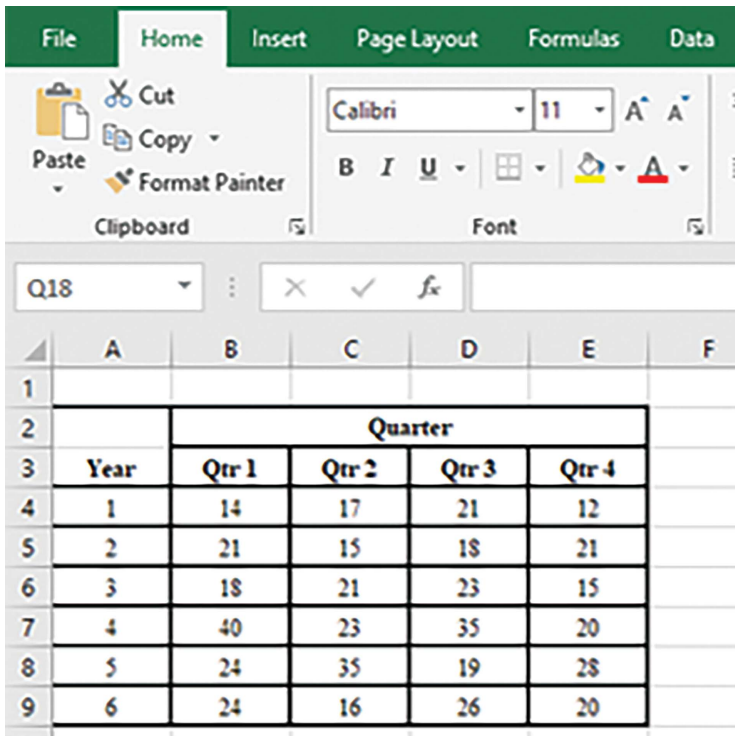 File Home Insert Page Layout Formulas Data
Cut
Calibri 11 A A
Copy
Paste
B I U A
Format Painter
Clipboard Font
Q18 fx
A B C D E F
1
2 Quarter
3 Year Qtr 1 Qtr 2 Qtr 3 Qtr 4
4 1 14 17 21 12
5 2 21 15 18 21
6 3 18 21 23 15
7 4 40 23 35 20
8 5 24 35 19 28
9 6 24 16 26 20